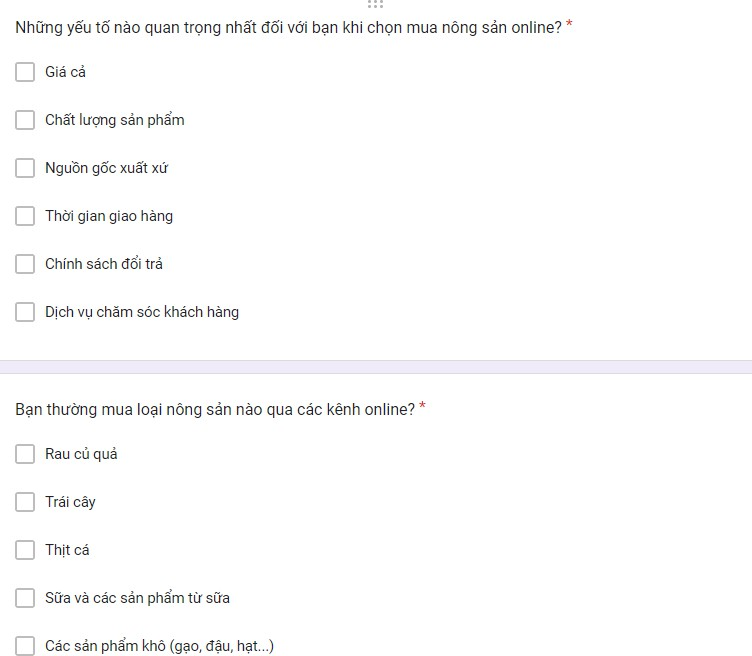 Những yếu tố nào quan trọng nhất đối với bạn khi chọn mua nông sản online? *
Giá cả
Chất lượng sản phẩm
Nguồn gốc xuất xứ
Thời gian giao hàng
Chính sách đổi trả
Dịch vụ chăm sóc khách hàng
Bạn thường mua loại nông sản nào qua các kênh online? *
Rau củ quả
Trái cây
Thịt cá
Sữa và các sản phẩm từ sữa
Các sản phẩm khô (gạo, đậu, hạt...)